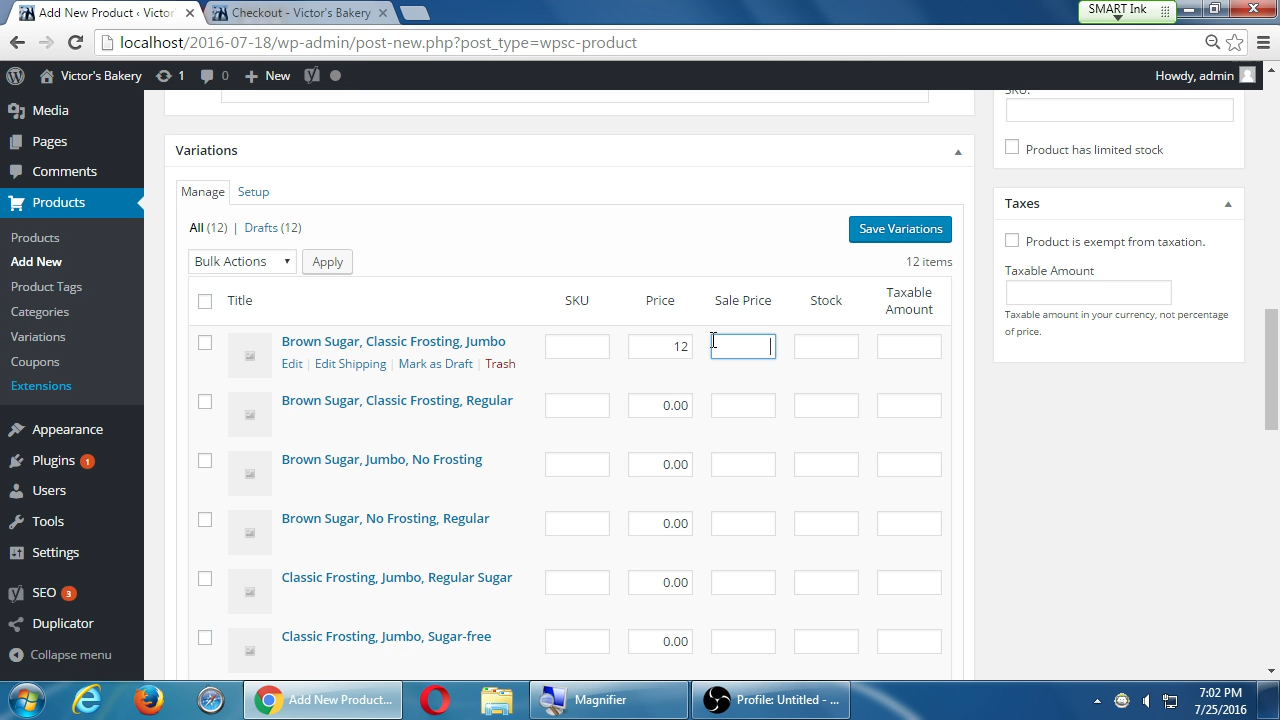 Add New Product ‹ Victor
Checkout - Victor's Bakery
SMART Ink
localhost/2016-07-18/wp-admin/post-new.php?post_type=wpsc-product
Victor's Bakery
1
0
New
Howdy, admin
Media
Pages
Comments
Products
Products
Add New
Product Tags
Categories
Variations
Coupons
Extensions
Appearance
Plugins 1
Users
Tools
Settings
SEO 3
Duplicator
Collapse menu
Variations
Manage
Setup
All (12) | Drafts (12)
Save Variations
Bulk Actions
Apply
12 items
Title
SKU
Price
Sale Price
Stock
Taxable Amount
Brown Sugar, Classic Frosting, Jumbo
12
Edit | Edit Shipping | Mark as Draft | Trash
Brown Sugar, Classic Frosting, Regular
0.00
Brown Sugar, Jumbo, No Frosting
0.00
Brown Sugar, No Frosting, Regular
0.00
Classic Frosting, Jumbo, Regular Sugar
0.00
Classic Frosting, Jumbo, Sugar-free
0.00
SKU:
Product has limited stock
Taxes
Product is exempt from taxation.
Taxable Amount
Taxable amount in your currency, not percentage
of price.
Add New Product...
Magnifier
Profile: Untitled - ...
7:02 PM
7/25/2016